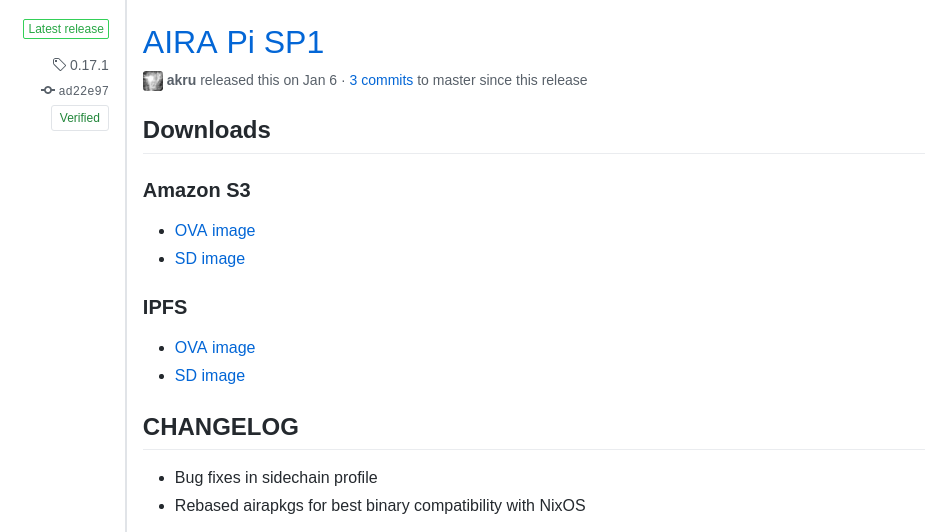 Latest release
0.17.1
ad22e97
Verified
AIRA Pi SP1
akru released this on Jan 6 · 3 commits to master since this release
Downloads
Amazon S3
• OVA image
• SD image
IPFS
• OVA image
• SD image
CHANGELOG
• Bug fixes in sidechain profile
• Rebased airapkgs for best binary compatibility with NixOS